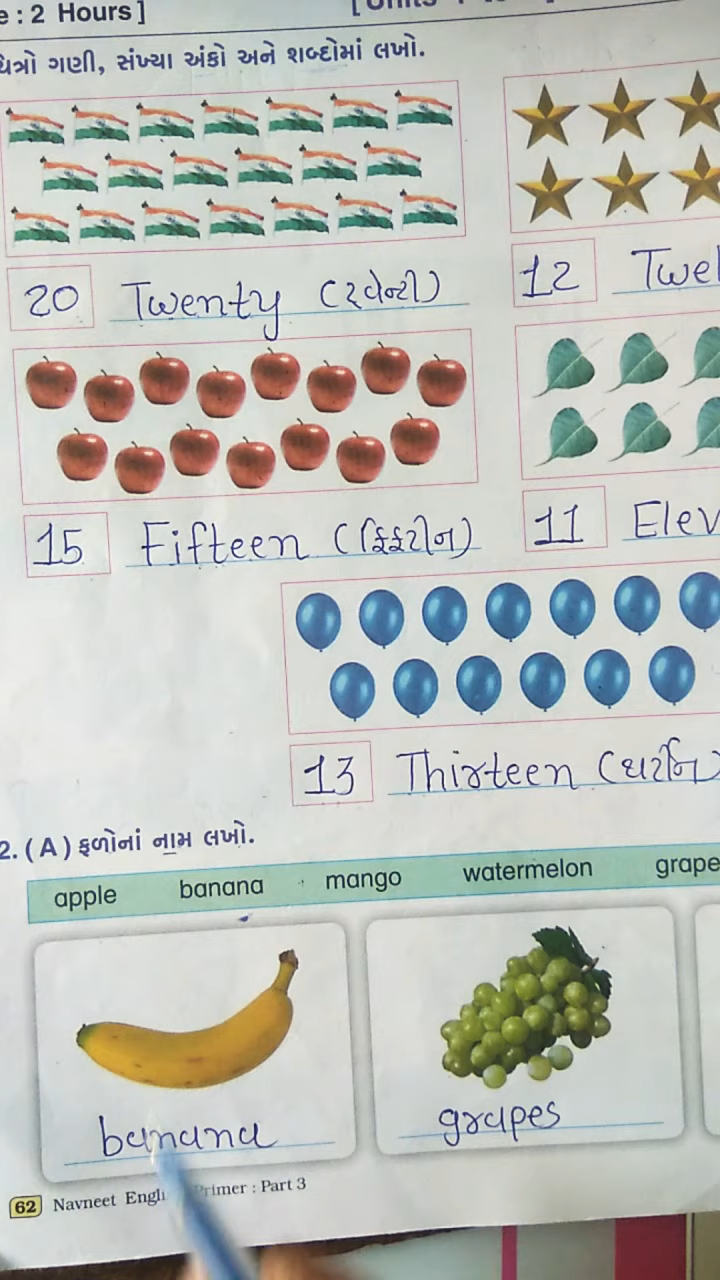 : 2 Hours ]
ચિત્રો ગણી, સંખ્યા અંકો અને શબ્દોમાં લખો.
20 Twenty (ટ્વેન્ટી) 12 Twel
15 Fifteen (ફિફ્ટીન) 11 Elev
13 Thirteen
2. (A) ફળોનાં નામ લખો.
apple banana mango watermelon grape
banana grapes
62 Navneet Engli Primer : Part 3